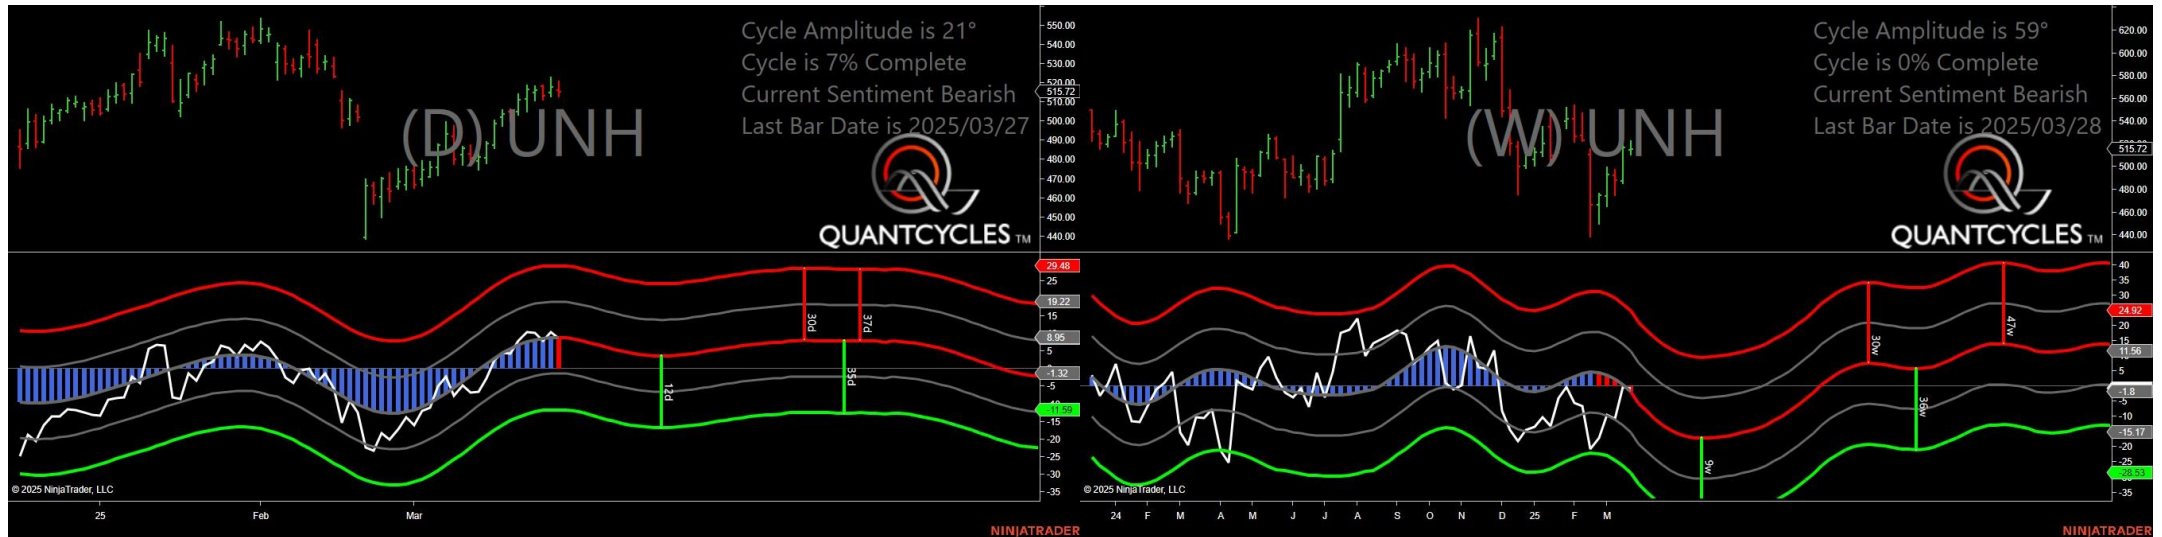 Cycle Amplitude is 21°
Cycle is 7% Complete
Current Sentiment Bearish
Last Bar Date is 2025/03/27
(D) UNH
QUANTCYCLES TM
550.00
540.00
530.00
520.00
515.72
510.00
500.00
490.00
480.00
470.00
460.00
450.00
440.00
29.48
25
19.22
15
8.95
5
-1.32
-5
-11.59
-15
-20
-25
-30
-35
30d
37d
12d
35d
© 2025 NinjaTrader, LLC
25 Feb Mar
NINJATRADER
Cycle Amplitude is 59°
Cycle is 0% Complete
Current Sentiment Bearish
Last Bar Date is 2025/03/28
(W) UNH
QUANTCYCLES TM
620.00
600.00
580.00
560.00
540.00
515.72
500.00
480.00
460.00
440.00
40
35
30
24.92
20
15
11.56
5
-1.8
-5
-10
-15.17
-20
-25
-28.53
-35
30w
47w
36w
9w
© 2025 NinjaTrader, LLC
24 F M A M J J A S O N D 25 F M
NINJATRADER